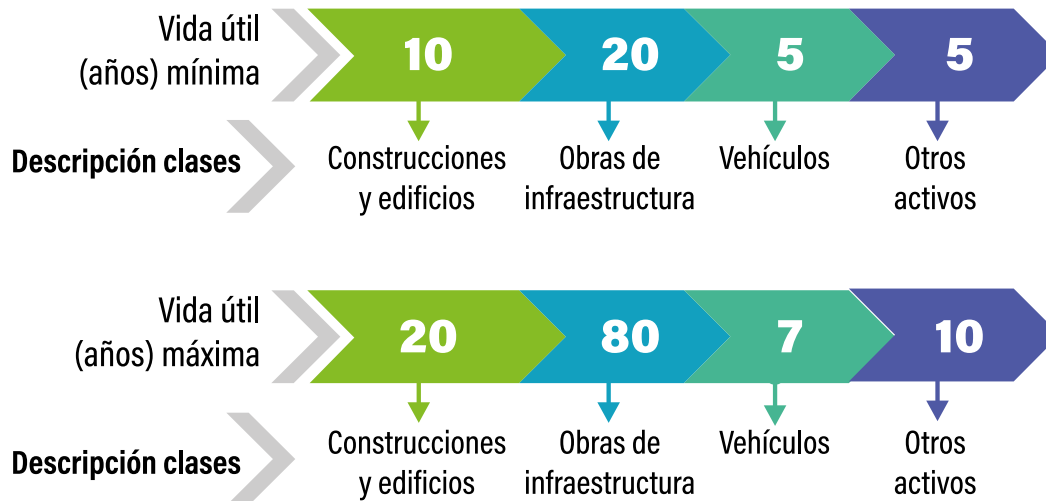 Vida útil
(años) mínima
10 20 5 5
Descripción clases
Construcciones
y edificios
Obras de
infraestructura
Vehículos
Otros
activos
Vida útil
(años) máxima
20 80 7 10
Descripción clases
Construcciones
y edificios
Obras de
infraestructura
Vehículos
Otros
activos